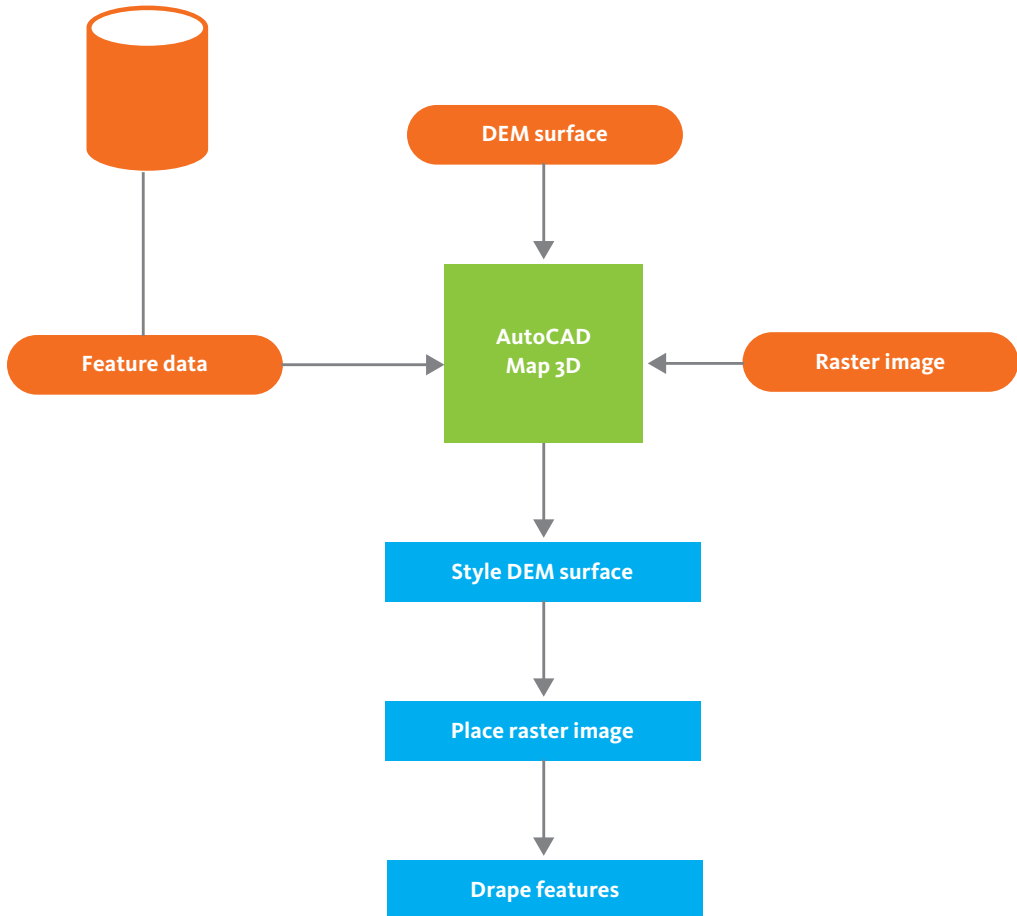 DEM surface
AutoCAD
Map 3D
Feature data
Raster image
Style DEM surface
Place raster image
Drape features